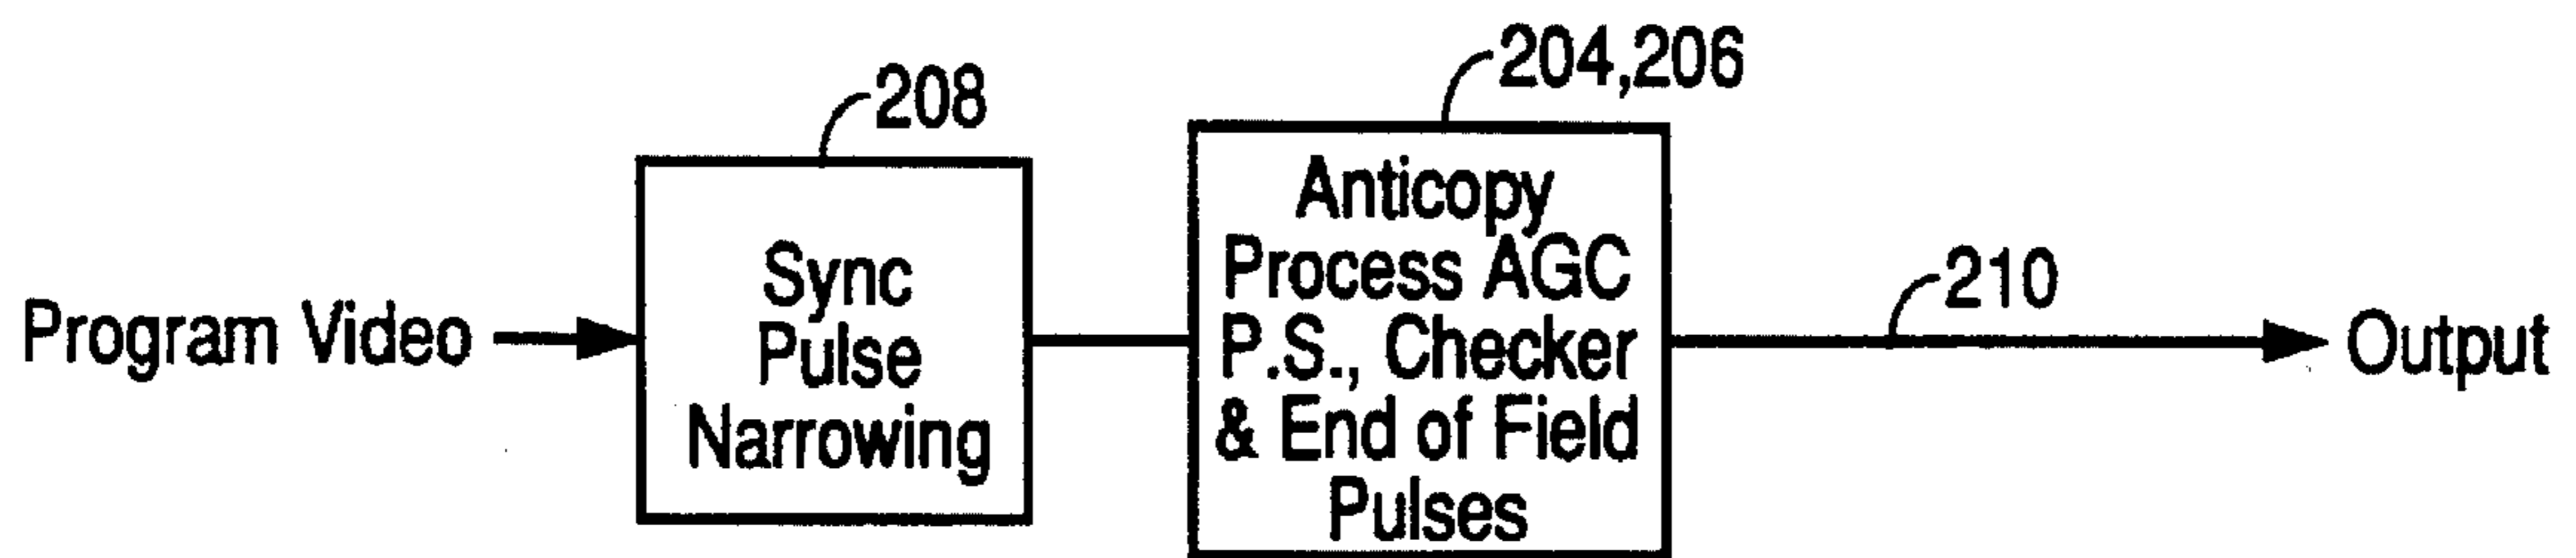 208
204,206
Program Video
Sync
Pulse
Narrowing
Anticopy
Process AGC
P.S., Checker
& End of Field
Pulses
210
Output